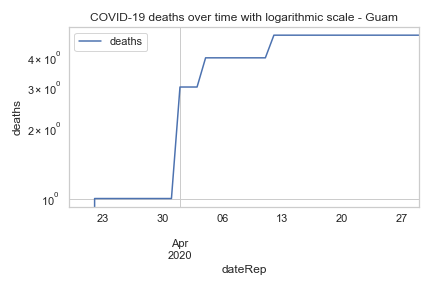 COVID-19 deaths over time with logarithmic scale - Guam
deaths
4 × 10⁰
3 × 10⁰
2 × 10⁰
10⁰
deaths
23 30 06 13 20 27
Apr
2020
dateRep